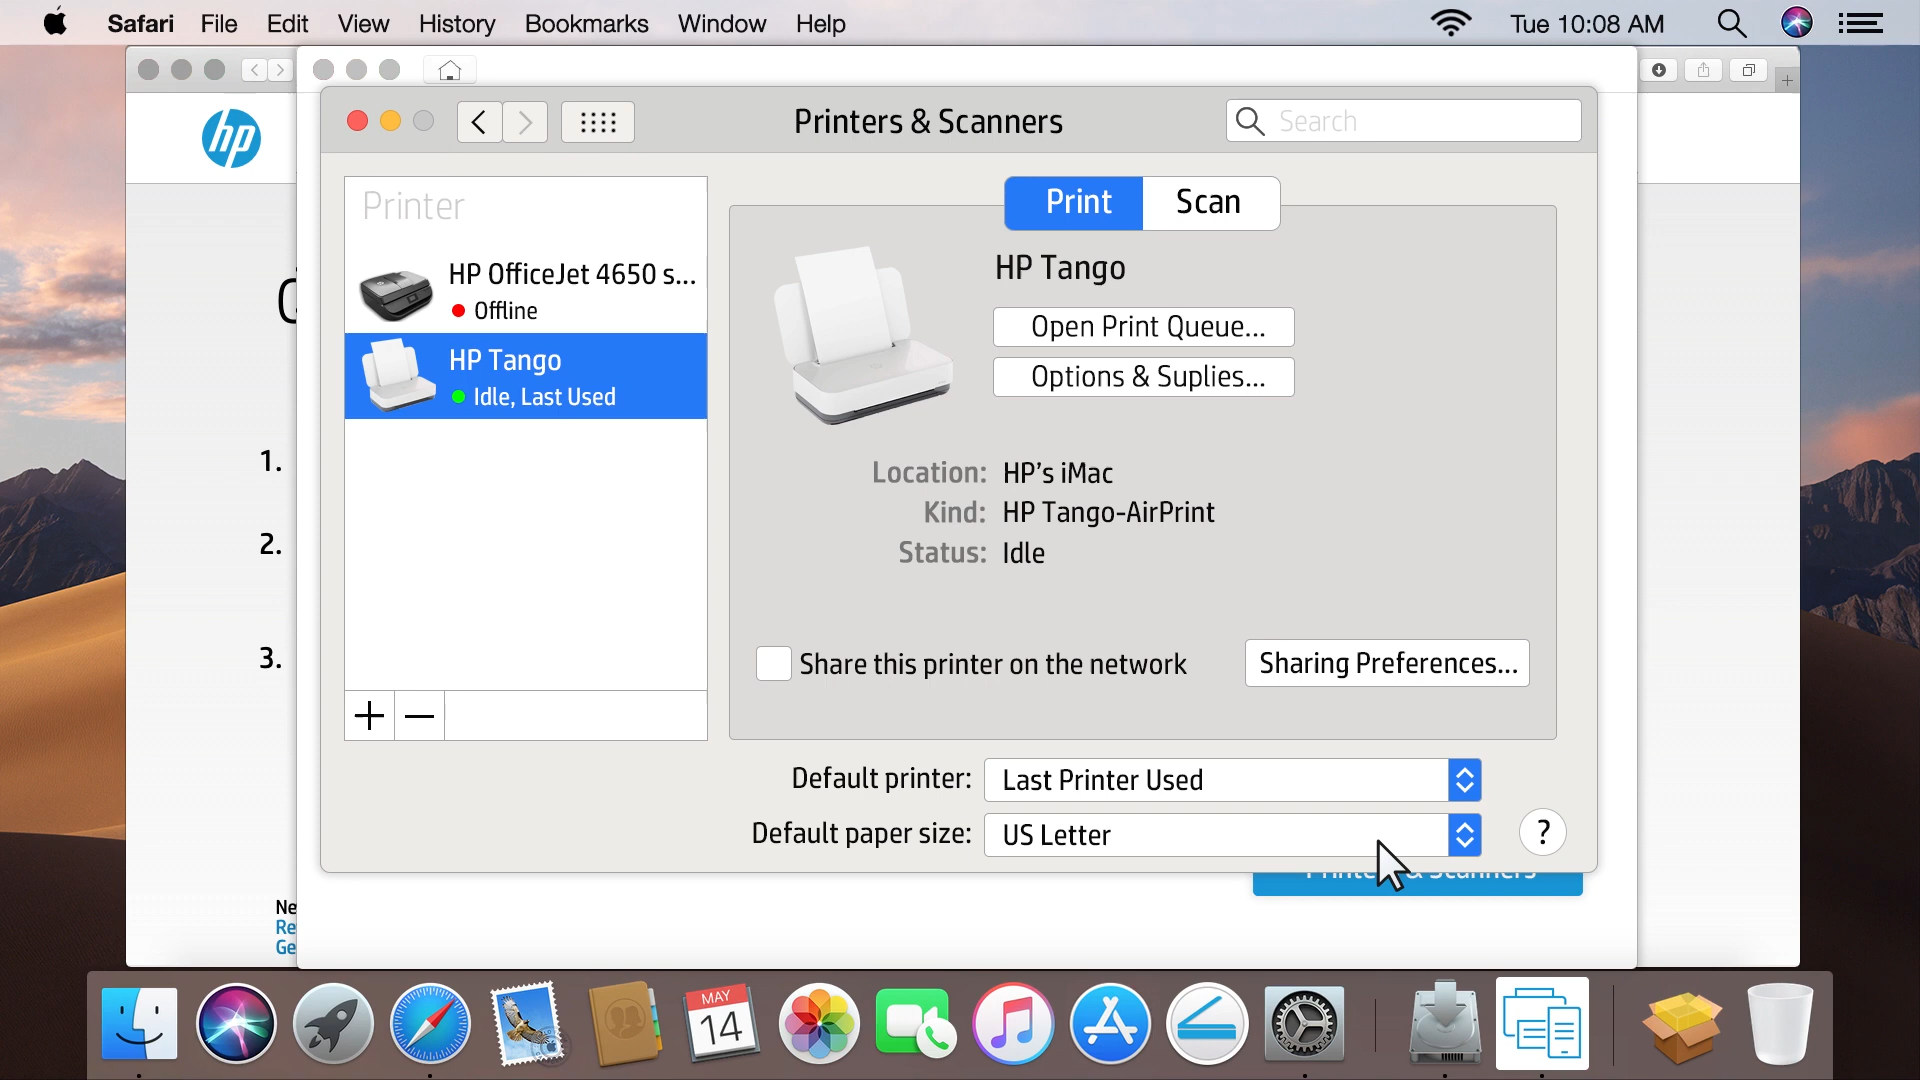 Safari File Edit View History Bookmarks Window Help Tue 10:08 AM
hp
Printers & Scanners
Search
Printer
HP OfficeJet 4650 s...
Offline
HP Tango
Idle, Last Used
Print Scan
HP Tango
Open Print Queue...
Options & Suplies...
Location: HP's iMac
Kind: HP Tango-AirPrint
Status: Idle
Share this printer on the network
Sharing Preferences...
Default printer: Last Printer Used
Default paper size: US Letter
?
1.
2.
3.
Ne
Re
Ge
MAY
14